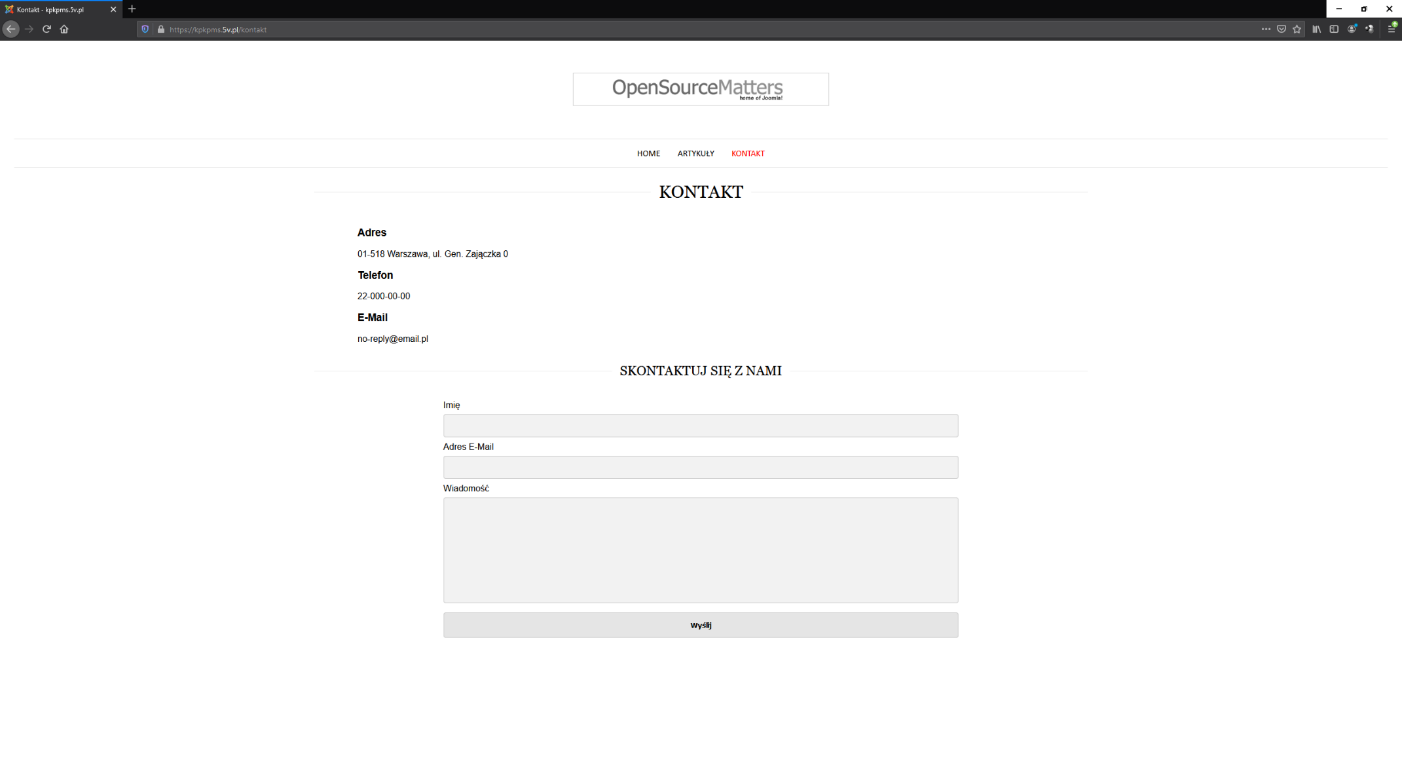 Kontakt - kpkpms.5v.pl
https://kpkpms.5v.pl/kontakt
OpenSourceMatters
home of Joomla!
HOME ARTYKUŁY KONTAKT
KONTAKT
Adres
01-518 Warszawa, ul. Gen. Zajączka 0
Telefon
22-000-00-00
E-Mail
no-reply@email.pl
SKONTAKTUJ SIĘ Z NAMI
Imię
Adres E-Mail
Wiadomość
Wyślij